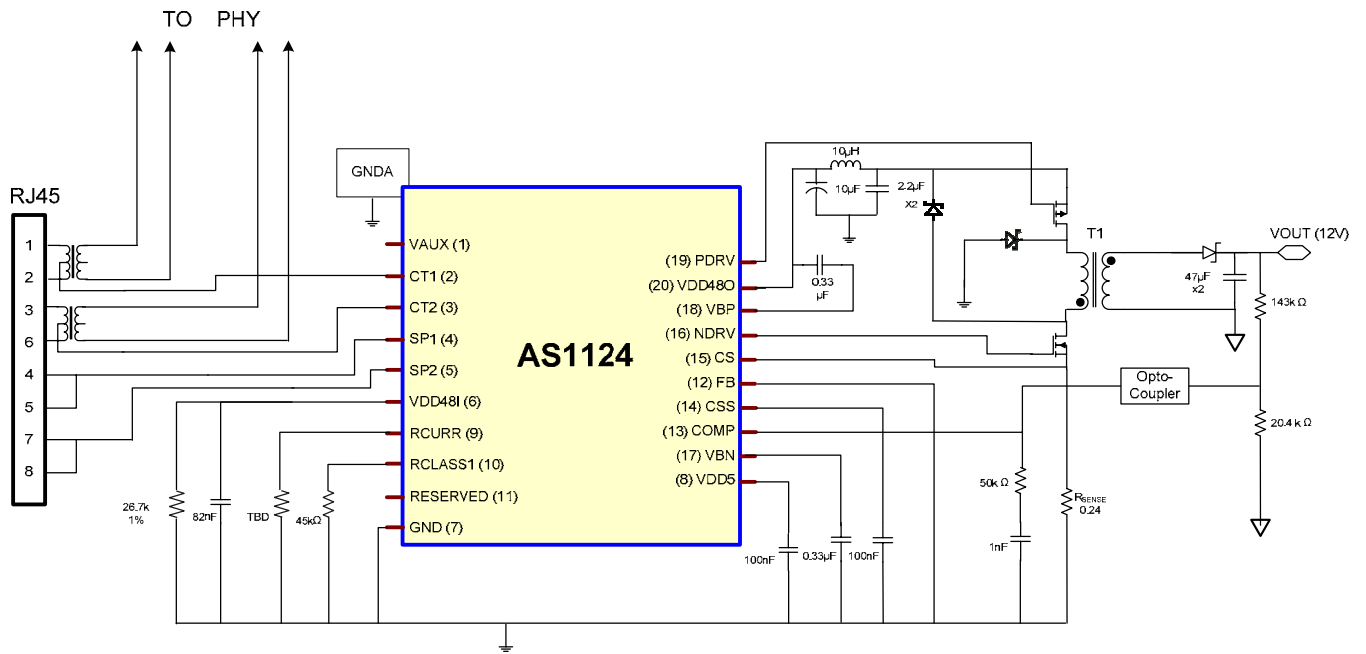 TO PHY
RJ45
1
2
3
6
4
5
7
8
GNDA
AS1124
VAUX (1)
CT1 (2)
CT2 (3)
SP1 (4)
SP2 (5)
VDD48I (6)
RCURR (9)
RCLASS1 (10)
RESERVED (11)
GND (7)
(19) PDRV
(20) VDD48O
(18) VBP
(16) NDRV
(15) CS
(12) FB
(14) CSS
(13) COMP
(17) VBN
(8) VDD5
26.7k
1%
82nF
TBD
45kΩ
10µH
10µF
2.2µF
X2
0.33
µF
T1
47µF
x2
VOUT (12V)
143k Ω
Opto-
Coupler
20.4 k Ω
50k Ω
1nF
RSENSE
0.24
100nF
0.33µF
100nF